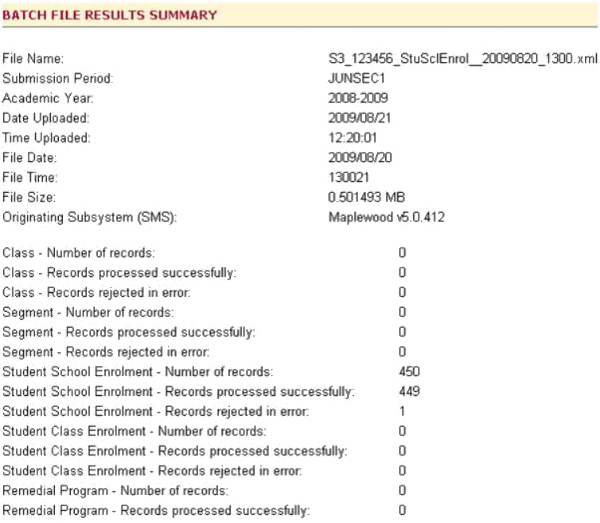 BATCH FILE RESULTS SUMMARY
File Name: S3_123456_StuSclEnrol__20090820_1300.xml
Submission Period: JUNSEC1
Academic Year: 2008-2009
Date Uploaded: 2009/08/21
Time Uploaded: 12:20:01
File Date: 2009/08/20
File Time: 130021
File Size: 0.501493 MB
Originating Subsystem (SMS): Maplewood v5.0.412
Class - Number of records: 0
Class - Records processed successfully: 0
Class - Records rejected in error: 0
Segment - Number of records: 0
Segment - Records processed successfully: 0
Segment - Records rejected in error: 0
Student School Enrolment - Number of records: 450
Student School Enrolment - Records processed successfully: 449
Student School Enrolment - Records rejected in error: 1
Student Class Enrolment - Number of records: 0
Student Class Enrolment - Records processed successfully: 0
Student Class Enrolment - Records rejected in error: 0
Remedial Program - Number of records: 0
Remedial Program - Records processed successfully: 0